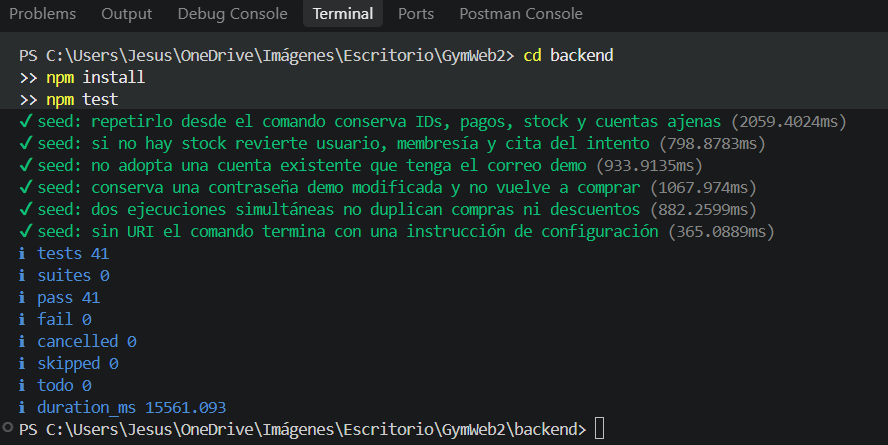 Problems Output Debug Console Terminal Ports Postman Console
PS C:\Users\Jesus\OneDrive\Imágenes\Escritorio\GymWeb2> cd backend
>> npm install
>> npm test
✓ seed: repetirlo desde el comando conserva IDs, pagos, stock y cuentas ajenas (2059.4024ms)
✓ seed: si no hay stock revierte usuario, membresía y cita del intento (798.8783ms)
✓ seed: no adopta una cuenta existente que tenga el correo demo (933.9135ms)
✓ seed: conserva una contraseña demo modificada y no vuelve a comprar (1067.974ms)
✓ seed: dos ejecuciones simultáneas no duplican compras ni descuentos (882.2599ms)
✓ seed: sin URI el comando termina con una instrucción de configuración (365.0889ms)
ℹ tests 41
ℹ suites 0
ℹ pass 41
ℹ fail 0
ℹ cancelled 0
ℹ skipped 0
ℹ todo 0
ℹ duration_ms 15561.093
PS C:\Users\Jesus\OneDrive\Imágenes\Escritorio\GymWeb2\backend>